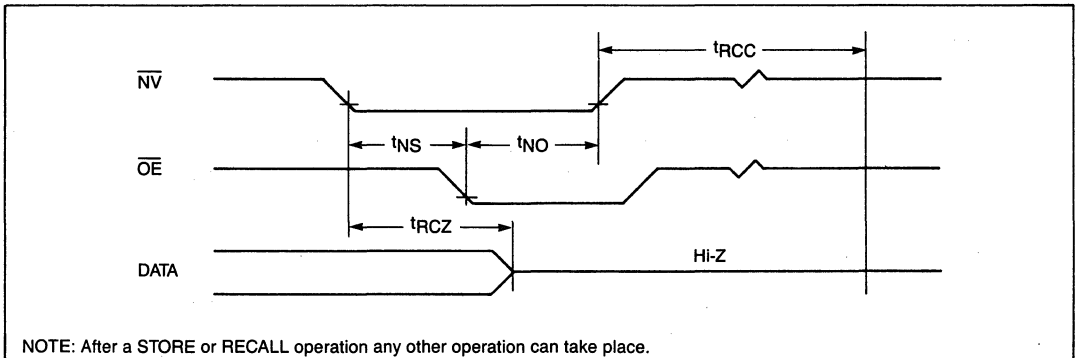 tRCC
NV
tNS
tNO
OE
tRCZ
Hi-Z
DATA
NOTE: After a STORE or RECALL operation any other operation can take place.